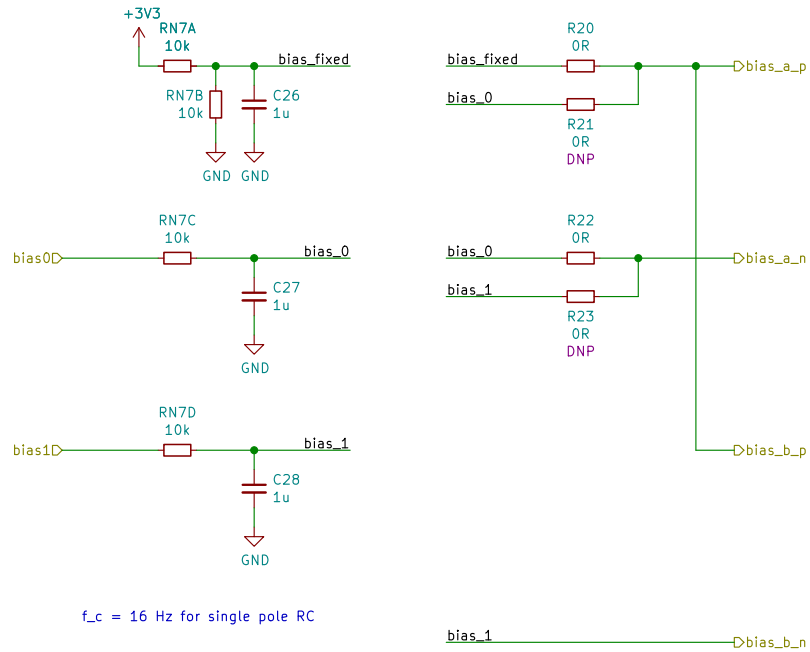 +3V3
RN7A
10k
bias_fixed
RN7B
10k
C26
1u
GND
GND
R20
0R
bias_fixed
bias_a_p
bias_0
R21
0R
DNP
RN7C
10k
bias0
bias_0
C27
1u
GND
R22
0R
bias_0
bias_a_n
bias_1
R23
0R
DNP
RN7D
10k
bias1
bias_1
C28
1u
GND
bias_b_p
f_c = 16 Hz for single pole RC
bias_1
bias_b_n